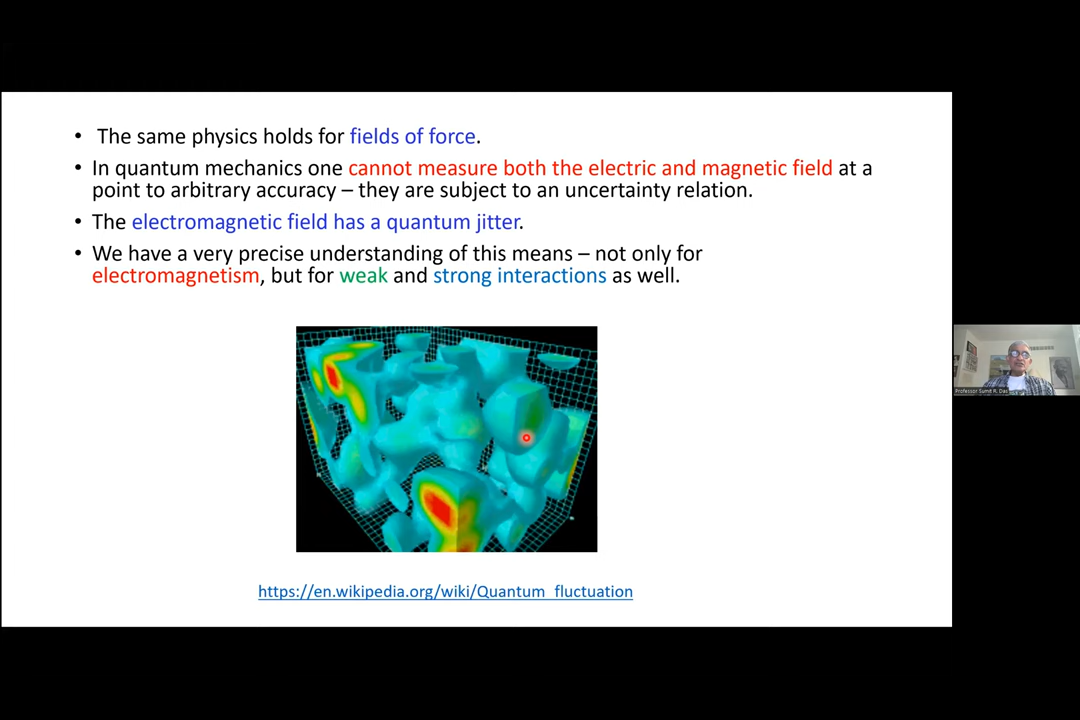 • The same physics holds for fields of force.
• In quantum mechanics one cannot measure both the electric and magnetic field at a
point to arbitrary accuracy – they are subject to an uncertainty relation.
• The electromagnetic field has a quantum jitter.
• We have a very precise understanding of this means – not only for
electromagnetism, but for weak and strong interactions as well.
https://en.wikipedia.org/wiki/Quantum_fluctuation
Professor Sumit R. Das